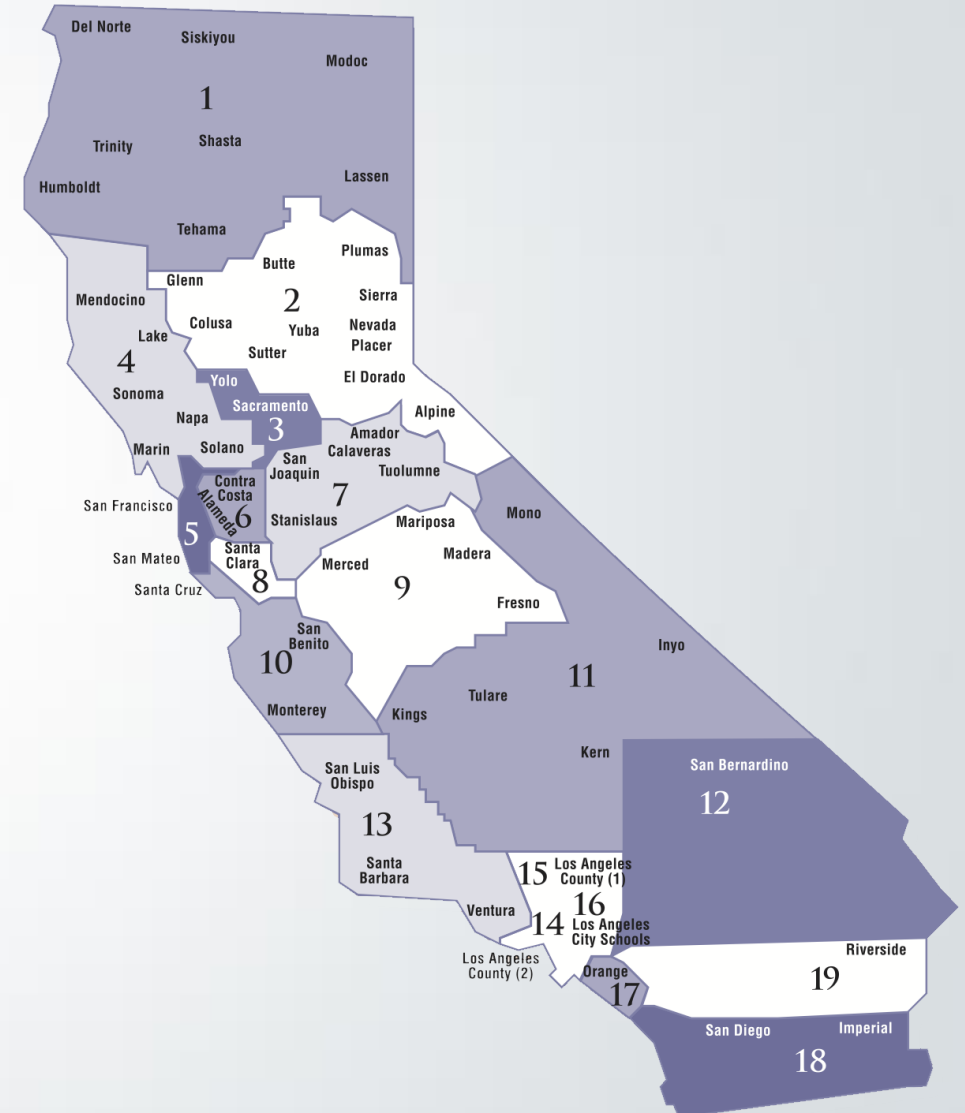 Del Norte
Siskiyou
Modoc
1
Trinity
Shasta
Humboldt
Lassen
Tehama
Butte
Plumas
Glenn
Mendocino
2
Sierra
Colusa
Yuba
Nevada
Lake
Placer
Sutter
4
El Dorado
Yolo
Sonoma
Sacramento
Napa
3
Alpine
Marin
Solano
Amador
Calaveras
San
Joaquin
Tuolumne
Contra
Costa
Alameda
6
7
San Francisco
Stanislaus
Mariposa
Mono
5
San Mateo
Santa
Clara
8
Merced
Madera
Santa Cruz
9
Fresno
San
Benito
10
Inyo
11
Monterey
Kings
Tulare
Kern
San Bernardino
12
San Luis
Obispo
13
Santa
Barbara
15
Los Angeles
County (1)
16
Ventura
14
Los Angeles
City Schools
Los Angeles
County (2)
Orange
17
Riverside
19
San Diego
Imperial
18